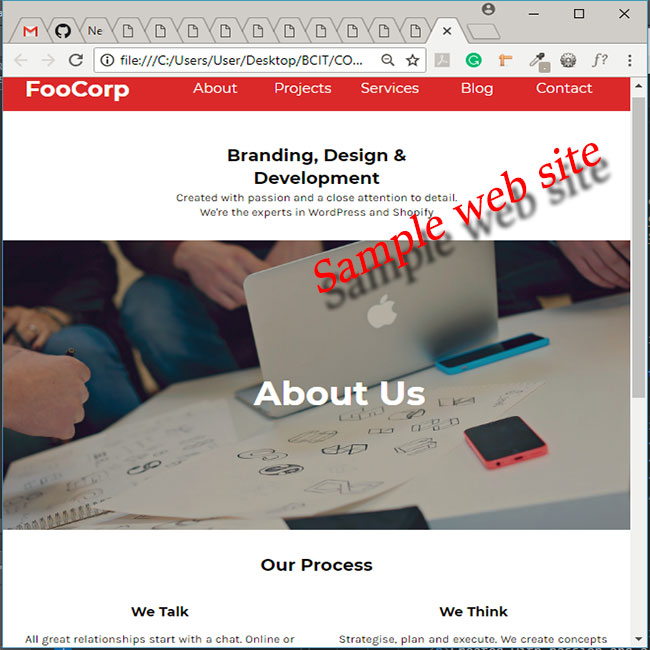 Ne
file:///C:/Users/User/Desktop/BCIT/CO...
f?
FooCorp About Projects Services Blog Contact
Branding, Design &
Development
Created with passion and a close attention to detail.
We're the experts in WordPress and Shopify
Sample web site
About Us
Our Process
We Talk We Think
All great relationships start with a chat. Online or Strategise, plan and execute. We create concepts